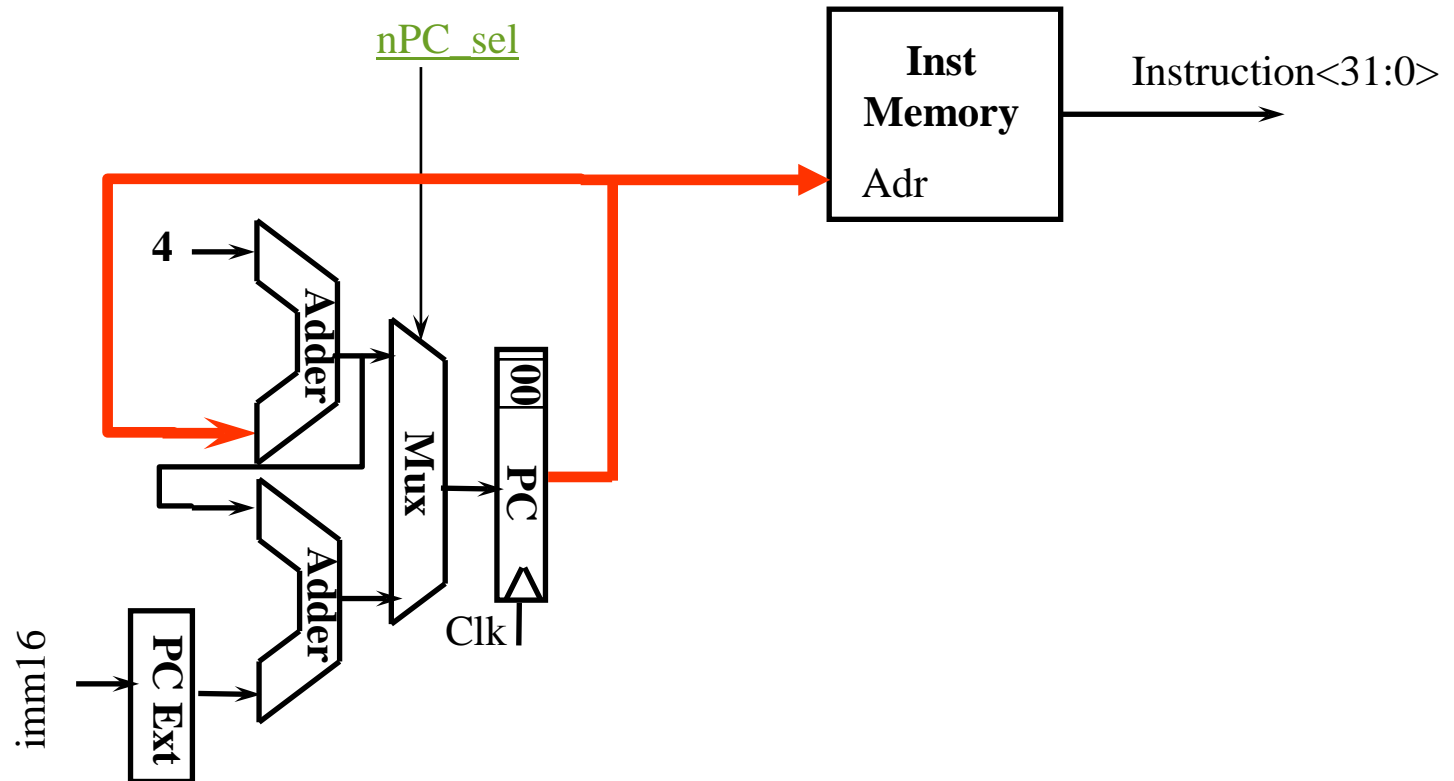 nPC_sel
Inst
Memory
Adr
Instruction<31:0>
4
Adder
Mux
00
PC
Adder
Clk
imm16
PC Ext